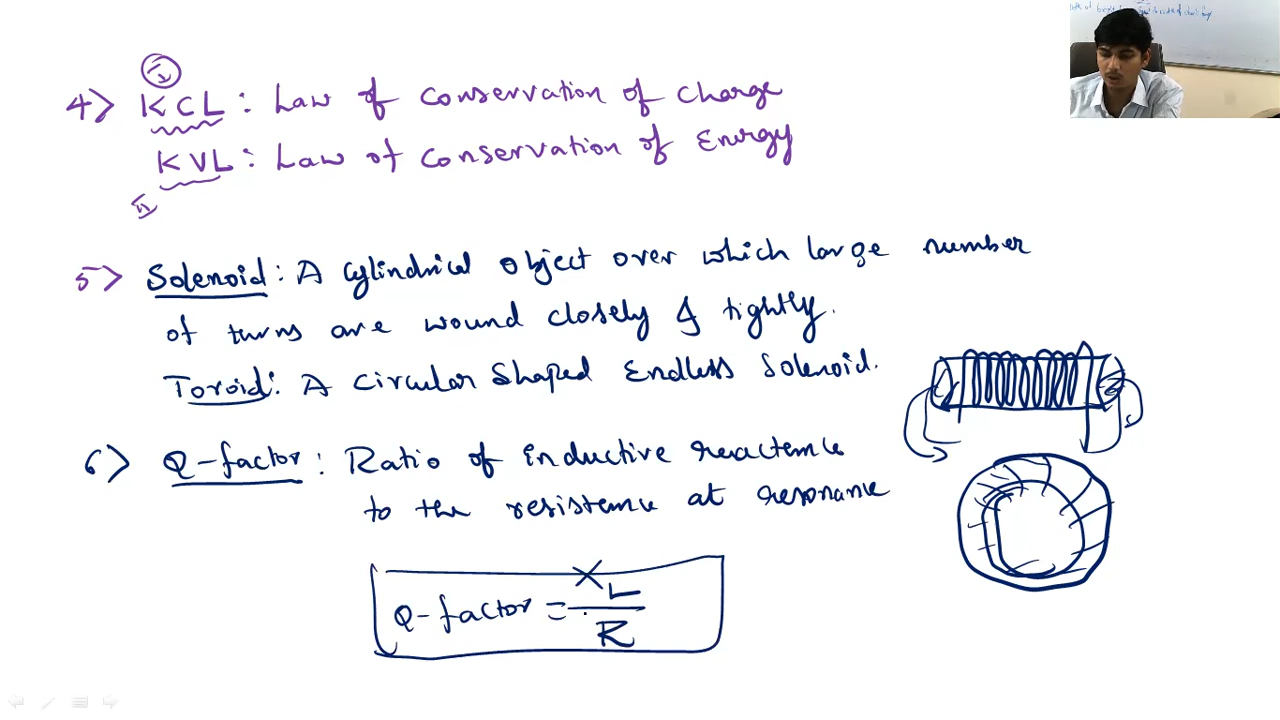 I
4> KCL : Law of conservation of charge
KVL : Law of conservation of Energy
II
5> Solenoid : A cylindrical object over which large number
of turns are wound closely & tightly.
Toroid : A circular shaped Endless Solenoid.
6> Q-factor : Ratio of inductive reactance
to the resistance at resonance
Q-factor = XL
R